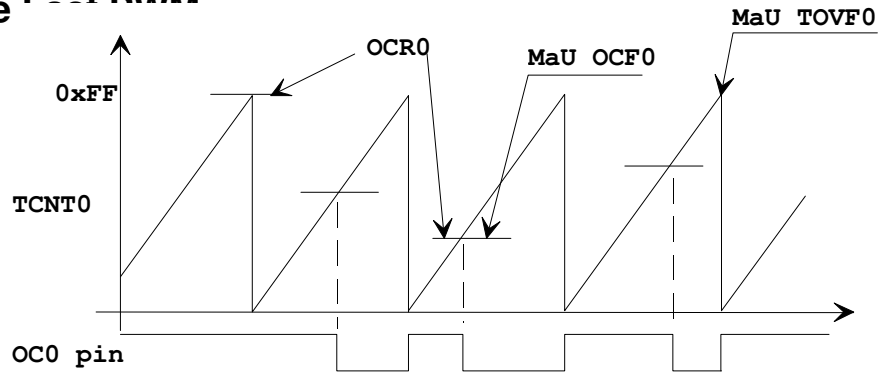 e
MaU TOVF0
OCR0
MaU OCF0
0xFF
TCNT0
OC0 pin